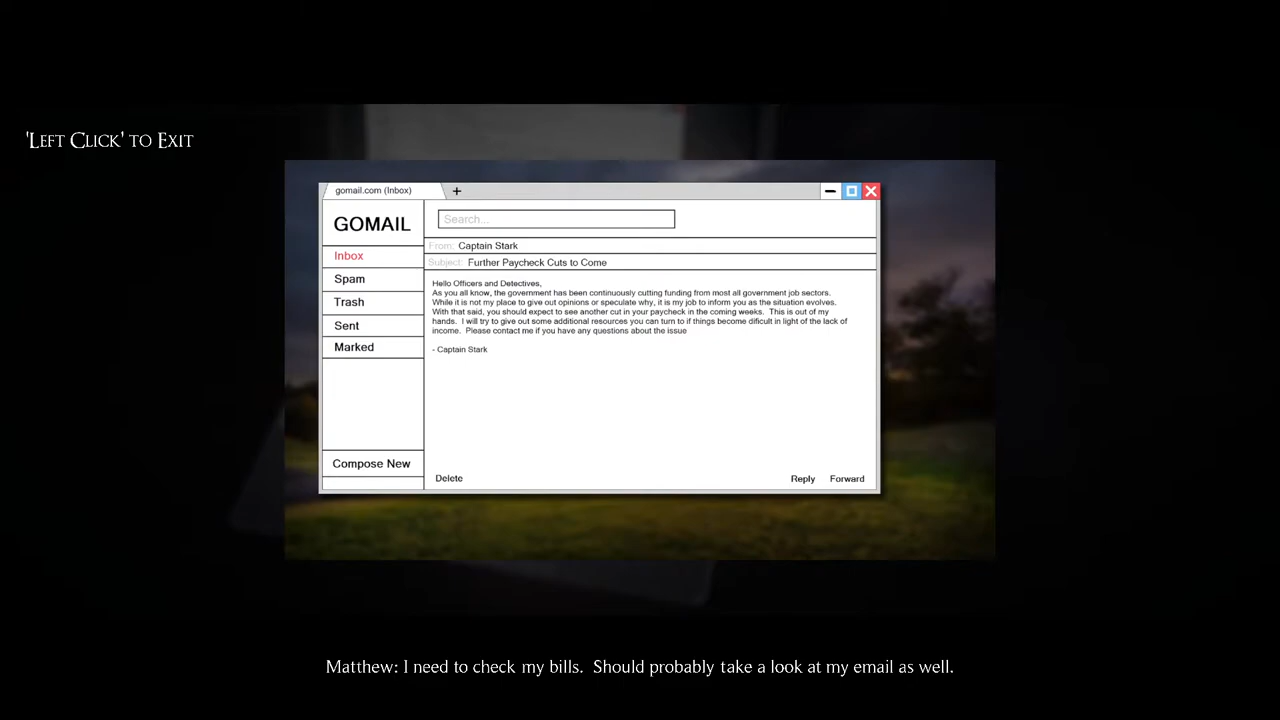 'Left Click' to Exit
gomail.com (Inbox)
+
GOMAIL
Search...
Inbox
From: Captain Stark
Subject: Further Paycheck Cuts to Come
Spam
Trash
Sent
Marked
Hello Officers and Detectives,
As you all know, the government has been continuously cutting funding from most all government job sectors.
While it is not my place to give out opinions or speculate why, it is my job to inform you as the situation evolves.
With that said, you should expect to see another cut in your paycheck in the coming weeks.  This is out of my
hands.  I will try to give out some additional resources you can turn to if things become dificult in light of the lack of
income.  Please contact me if you have any questions about the issue
- Captain Stark
Compose New
Delete
Reply
Forward
Matthew: I need to check my bills.  Should probably take a look at my email as well.